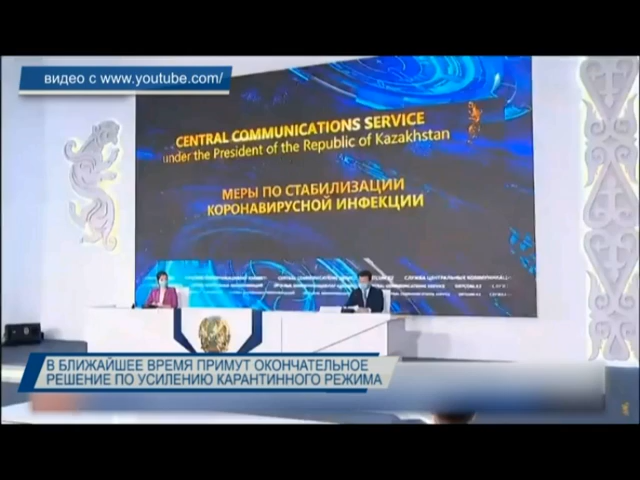 видео с www.youtube.com/
CENTRAL COMMUNICATIONS SERVICE
under the President of the Republic of Kazakhstan
МЕРЫ ПО СТАБИЛИЗАЦИИ
КОРОНАВИРУСНОЙ ИНФЕКЦИИ
В БЛИЖАЙШЕЕ ВРЕМЯ ПРИМУТ ОКОНЧАТЕЛЬНОЕ
РЕШЕНИЕ ПО УСИЛЕНИЮ КАРАНТИННОГО РЕЖИМА